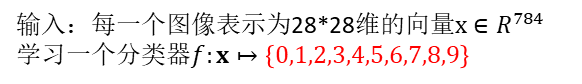 输入：每一个图像表示为28*28维的向量x ∈ R⁷⁸⁴
学习一个分类器f: x ↦ {0,1,2,3,4,5,6,7,8,9}